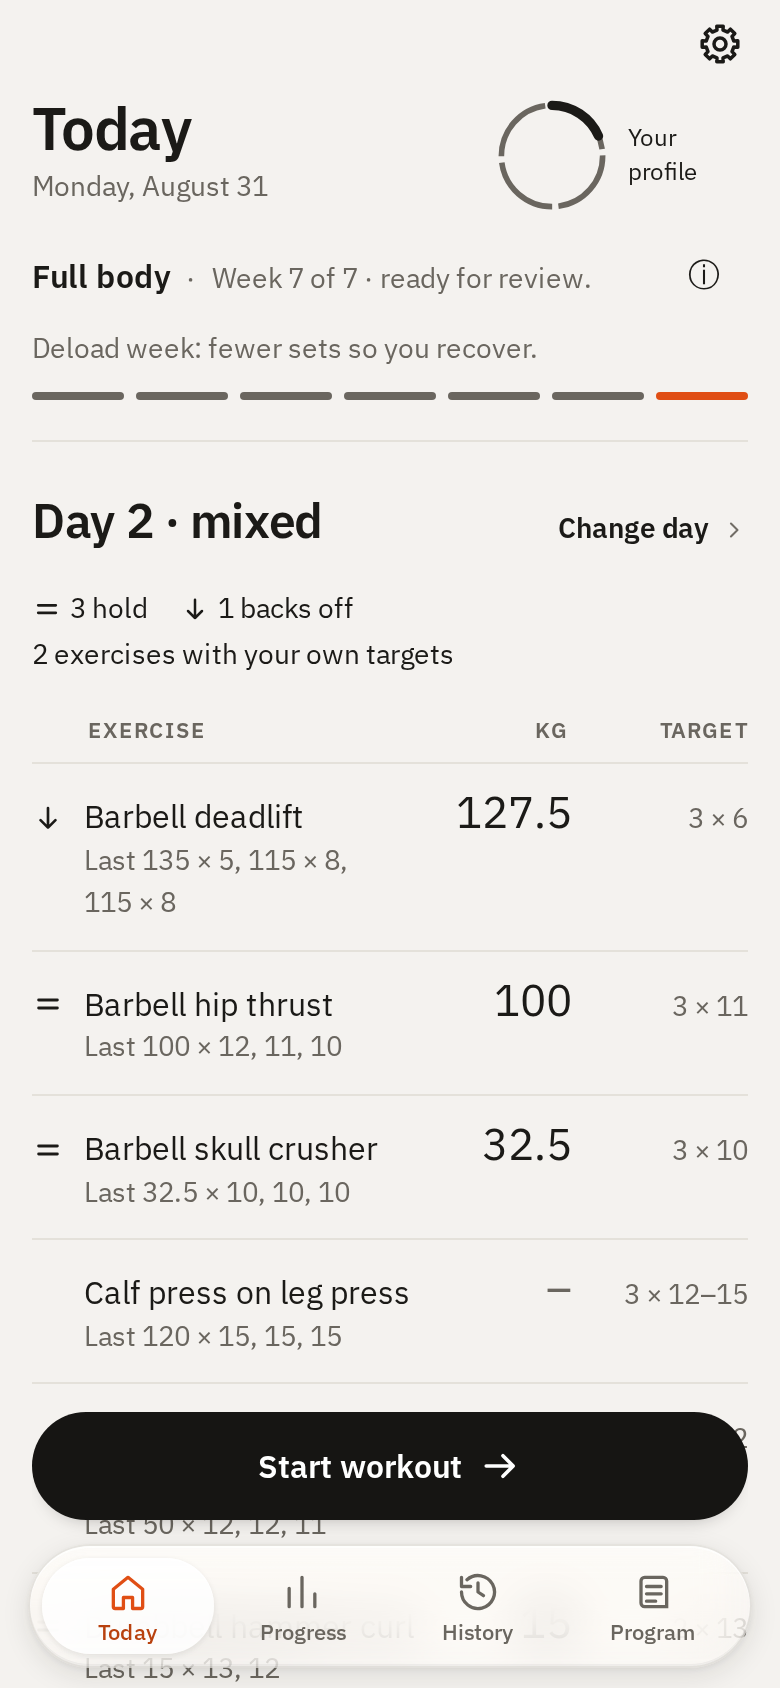 Today
Monday, August 31
Your
profile
Full body · Week 7 of 7 · ready for review.
Deload week: fewer sets so you recover.
Day 2 · mixed
Change day
= 3 hold ↓ 1 backs off
2 exercises with your own targets
EXERCISE KG TARGET
↓ Barbell deadlift 127.5 3 × 6
Last 135 × 5, 115 × 8,
115 × 8
= Barbell hip thrust 100 3 × 11
Last 100 × 12, 11, 10
= Barbell skull crusher 32.5 3 × 10
Last 32.5 × 10, 10, 10
Calf press on leg press – 3 × 12–15
Last 120 × 15, 15, 15
Start workout →
Last 50 × 12, 12, 11
hammer curl 15 × 13
Today Progress History Program
Last 15 × 13, 12